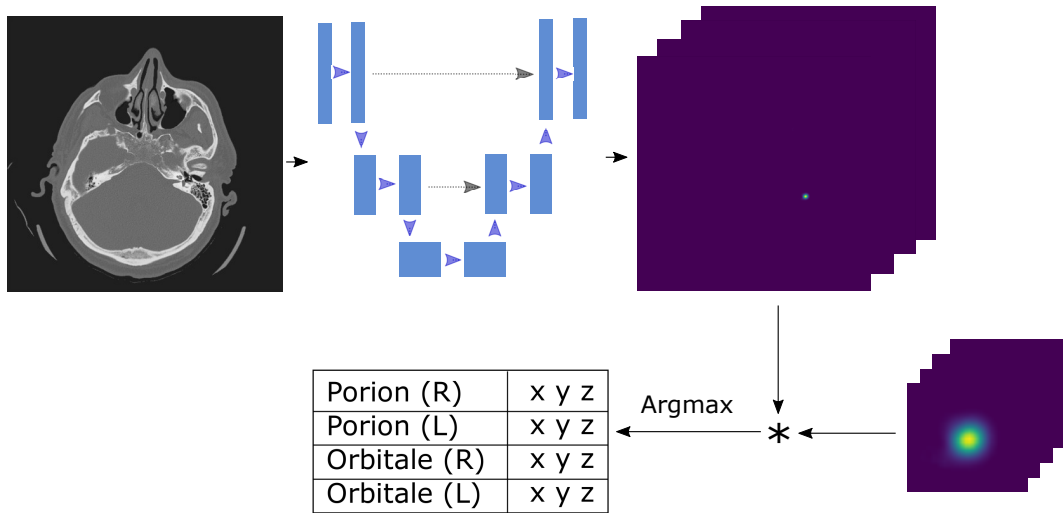 Argmax
*
Porion (R) x y z
Porion (L) x y z
Orbitale (R) x y z
Orbitale (L) x y z